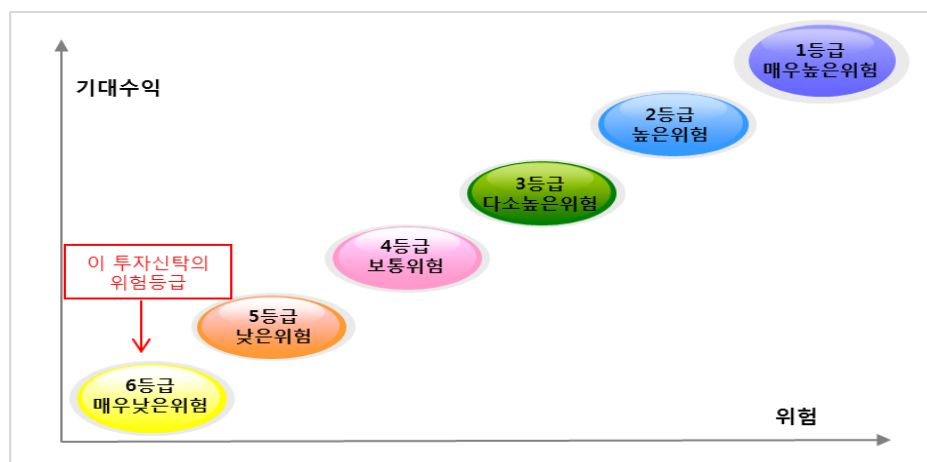 기대수익
1등급
매우높은위험
2등급
높은위험
3등급
다소높은위험
4등급
보통위험
이 투자신탁의
위험등급
5등급
낮은위험
6등급
매우낮은위험
위험